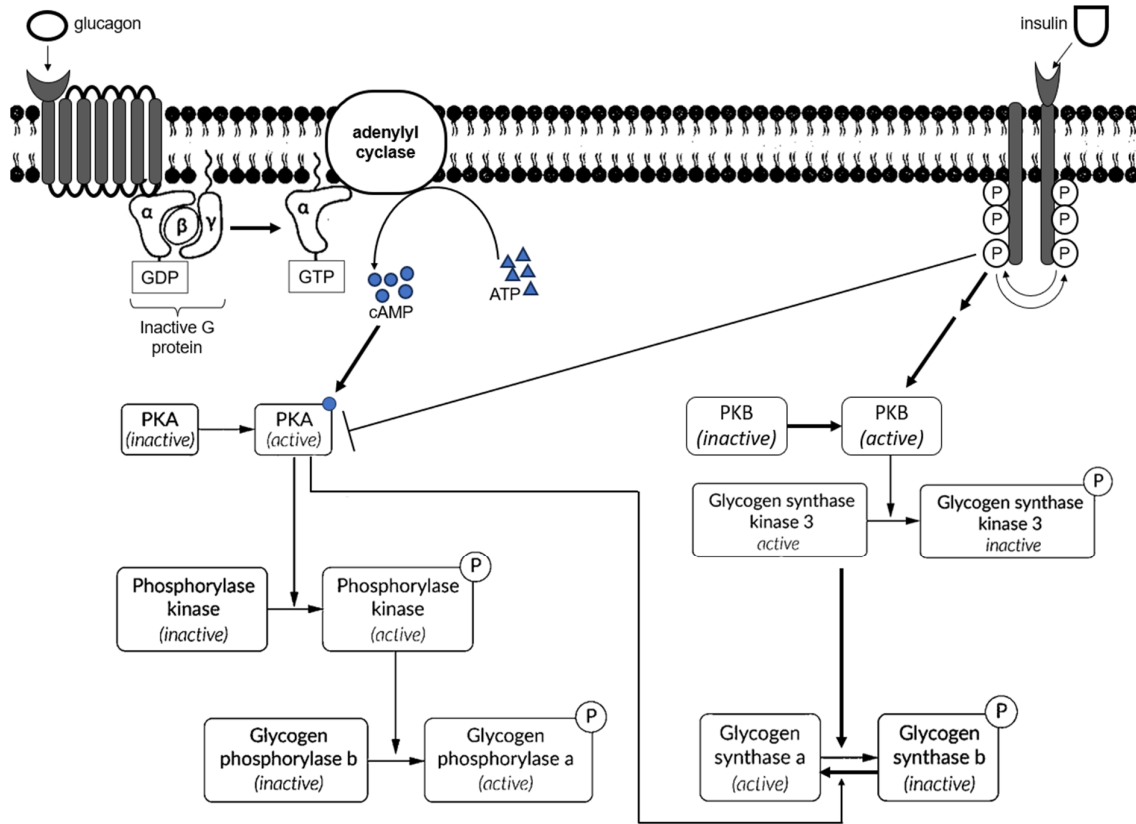 glucagon
insulin
adenylyl
cyclase
P
P
P
P
P
P
α
β
γ
α
GDP
GTP
Inactive G
protein
cAMP
ATP
PKA
(inactive)
PKA
(active)
PKB
(inactive)
PKB
(active)
Glycogen synthase
kinase 3
active
P
Glycogen synthase
kinase 3
inactive
Phosphorylase
kinase
(inactive)
P
Phosphorylase
kinase
(active)
Glycogen
phosphorylase b
(inactive)
P
Glycogen
phosphorylase a
(active)
Glycogen
synthase a
(active)
P
Glycogen
synthase b
(inactive)